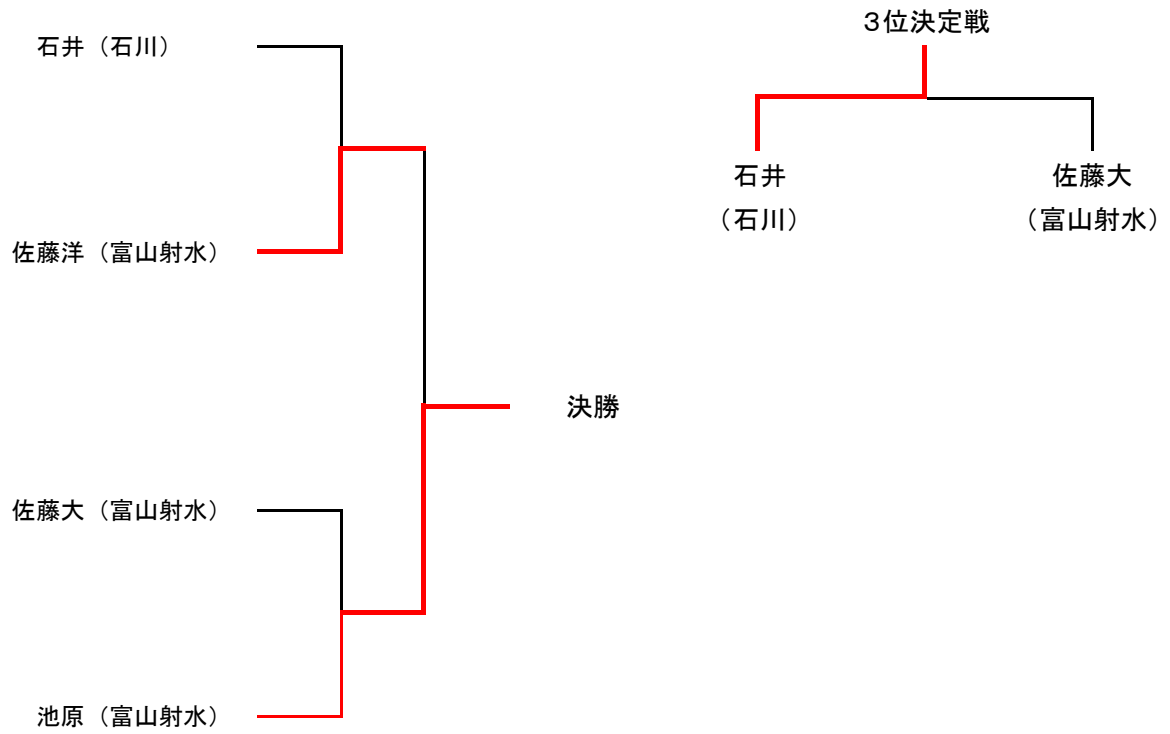 石井（石川）
佐藤洋（富山射水）
佐藤大（富山射水）
池原（富山射水）
決勝
３位決定戦
石井
（石川）
佐藤大
（富山射水）